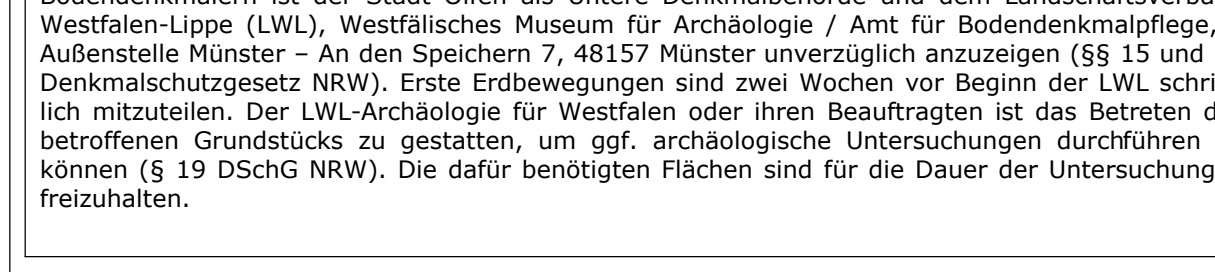 Bodendenkmälern ist der Stadt Olfen als Untere Denkmalbehörde und dem Landschaftsverba
Westfalen-Lippe (LWL), Westfälisches Museum für Archäologie / Amt für Bodendenkmalpflege,
Außenstelle Münster – An den Speichern 7, 48157 Münster unverzüglich anzuzeigen (§§ 15 und
Denkmalschutzgesetz NRW). Erste Erdbewegungen sind zwei Wochen vor Beginn der LWL schri
lich mitzuteilen. Der LWL-Archäologie für Westfalen oder ihren Beauftragten ist das Betreten d
betroffenen Grundstücks zu gestatten, um ggf. archäologische Untersuchungen durchführen
können (§ 19 DSchG NRW). Die dafür benötigten Flächen sind für die Dauer der Untersuchung
freizuhalten.